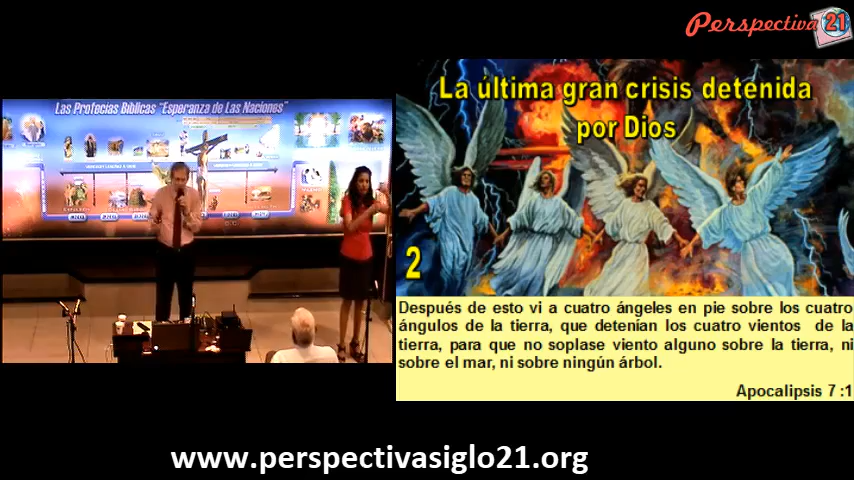 Perspectiva 21
Las Profecías Bíblicas "Esperanza de Las Naciones"
La última gran crisis detenida
por Dios
2
Después de esto vi a cuatro ángeles en pie sobre los cuatro
ángulos de la tierra, que detenían los cuatro vientos de la
tierra, para que no soplase viento alguno sobre la tierra, ni
sobre el mar, ni sobre ningún árbol.
Apocalipsis 7 :1
www.perspectivasiglo21.org